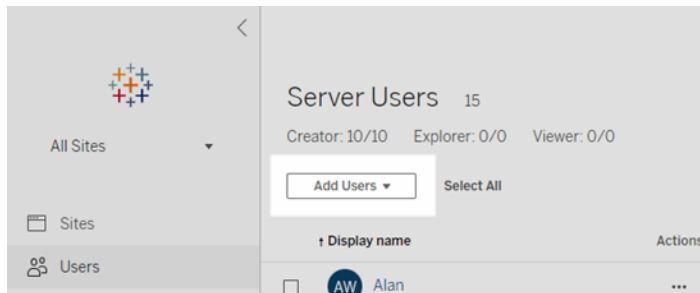 All Sites
Sites
Users
Server Users 15
Creator: 10/10 Explorer: 0/0 Viewer: 0/0
Add Users Select All
↑ Display name Actions
AW Alan